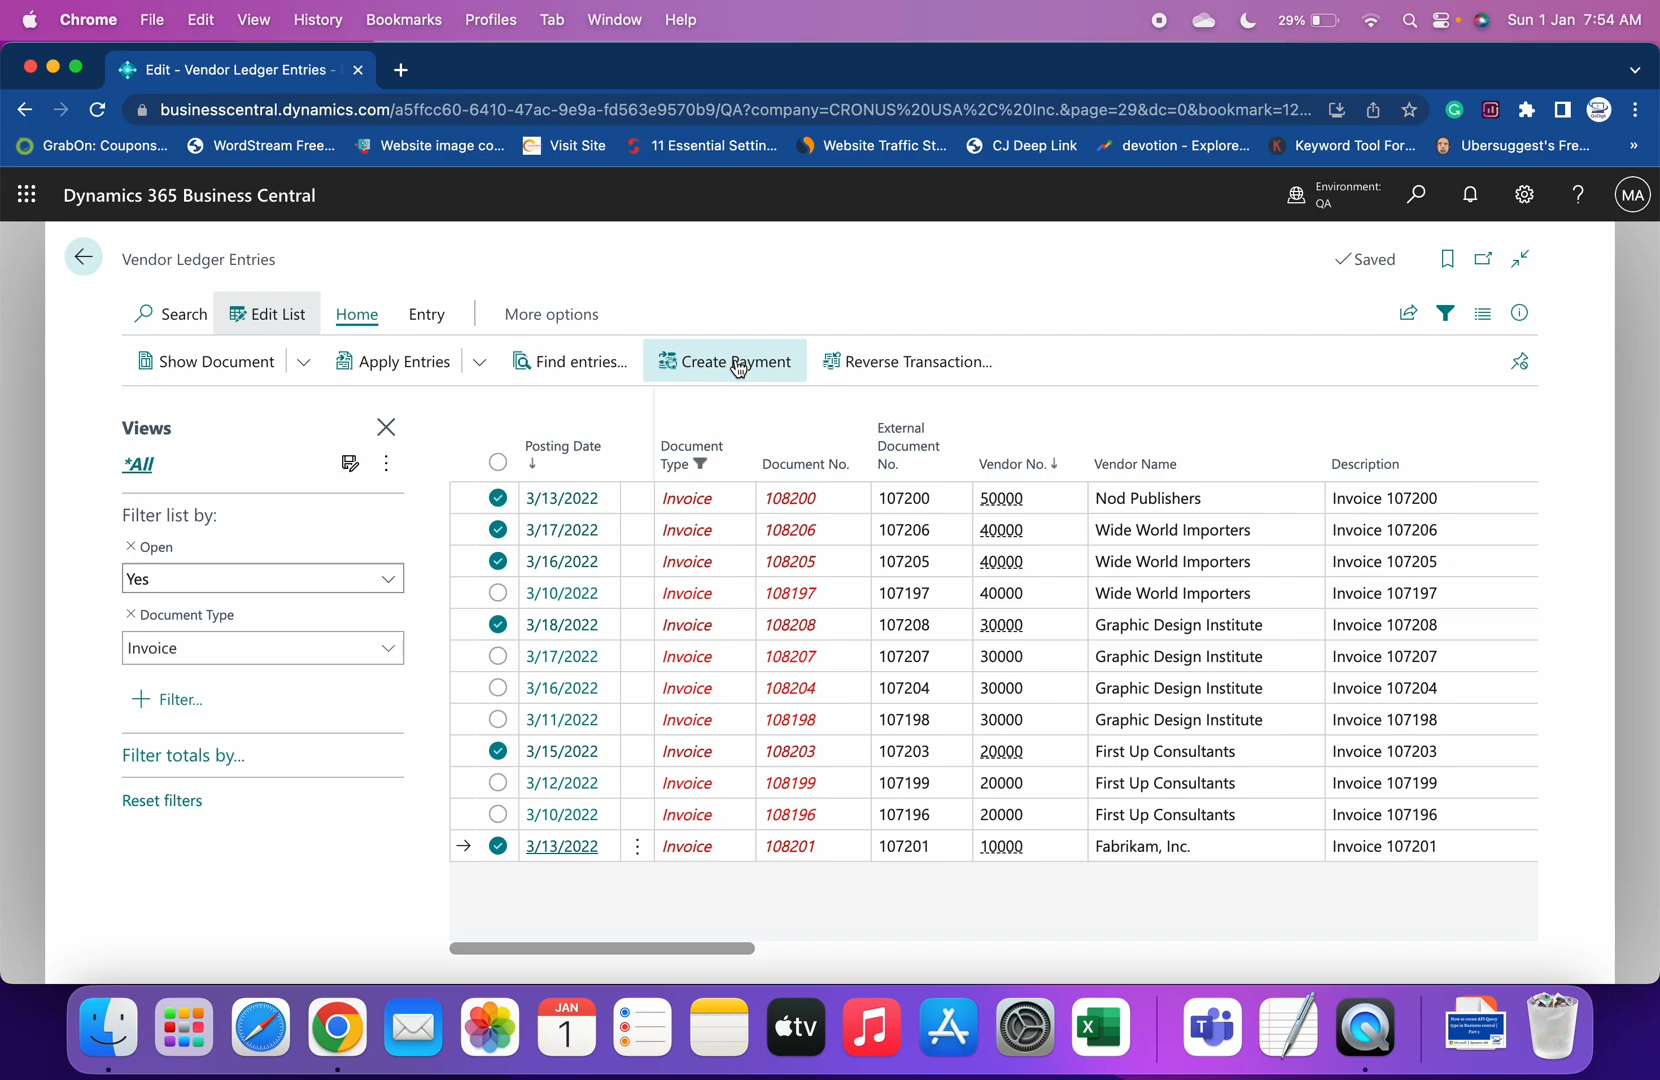 Chrome File Edit View History Bookmarks Profiles Tab Window Help 29% Sun 1 Jan 7:54 AM
Edit - Vendor Ledger Entries -
businesscentral.dynamics.com/a5ffcc60-6410-47ac-9e9a-fd563e9570b9/QA?company=CRONUS%20USA%2C%20Inc.&page=29&dc=0&bookmark=12...
GrabOn: Coupons... WordStream Free... Website image co... Visit Site 11 Essential Settin... Website Traffic St... CJ Deep Link devotion - Explore... Keyword Tool For... Ubersuggest's Fre... »
Dynamics 365 Business Central Environment: QA MA
Vendor Ledger Entries Saved
Search Edit List Home Entry More options
Show Document Apply Entries Find entries... Create Payment Reverse Transaction...
Views
*All
Filter list by:
× Open
Yes
× Document Type
Invoice
Filter...
Filter totals by...
Reset filters
Posting Date ↓ Document Type Document No. External Document No. Vendor No. ↓ Vendor Name Description
3/13/2022 Invoice 108200 107200 50000 Nod Publishers Invoice 107200
3/17/2022 Invoice 108206 107206 40000 Wide World Importers Invoice 107206
3/16/2022 Invoice 108205 107205 40000 Wide World Importers Invoice 107205
3/10/2022 Invoice 108197 107197 40000 Wide World Importers Invoice 107197
3/18/2022 Invoice 108208 107208 30000 Graphic Design Institute Invoice 107208
3/17/2022 Invoice 108207 107207 30000 Graphic Design Institute Invoice 107207
3/16/2022 Invoice 108204 107204 30000 Graphic Design Institute Invoice 107204
3/11/2022 Invoice 108198 107198 30000 Graphic Design Institute Invoice 107198
3/15/2022 Invoice 108203 107203 20000 First Up Consultants Invoice 107203
3/12/2022 Invoice 108199 107199 20000 First Up Consultants Invoice 107199
3/10/2022 Invoice 108196 107196 20000 First Up Consultants Invoice 107196
3/13/2022 Invoice 108201 107201 10000 Fabrikam, Inc. Invoice 107201
JAN
1
tv